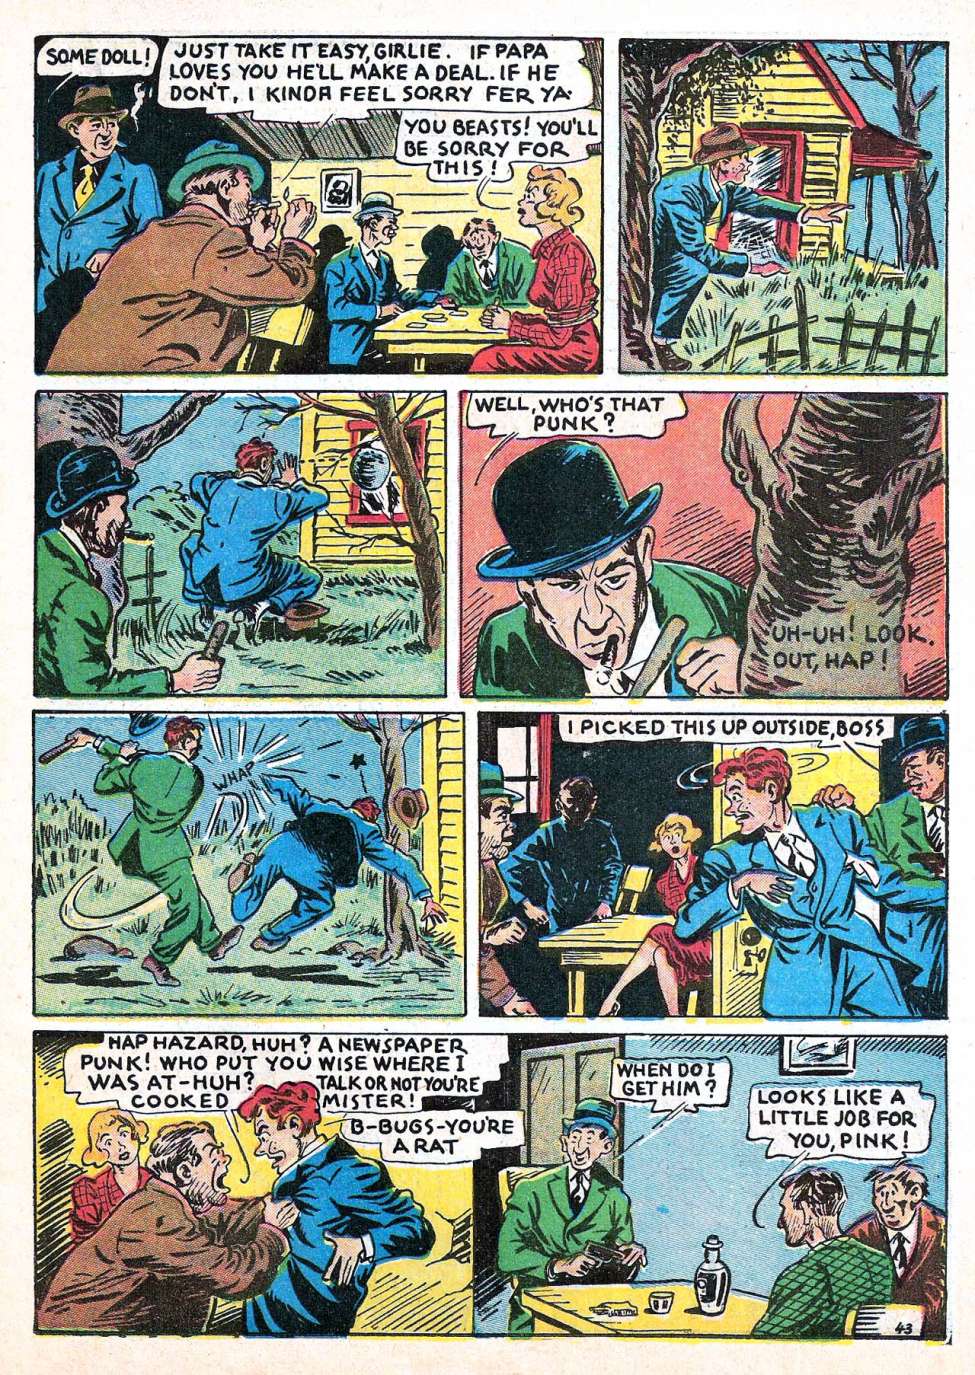 SOME DOLL!
JUST TAKE IT EASY, GIRLIE. IF PAPA
LOVES YOU HE'LL MAKE A DEAL. IF HE
DON'T, I KINDA FEEL SORRY FER YA.
YOU BEASTS! YOU'LL
BE SORRY FOR
THIS!
WELL, WHO'S THAT
PUNK?
UH-UH! LOOK.
OUT, HAP!
WHAP
I PICKED THIS UP OUTSIDE, BOSS
HAP HAZARD, HUH? A NEWSPAPER
PUNK! WHO PUT YOU WISE WHERE I
WAS AT-HUH? TALK OR NOT YOU'RE
COOKED MISTER!
B-BUGS-YOU'RE
A RAT
WHEN DO I
GET HIM?
LOOKS LIKE A
LITTLE JOB FOR
YOU, PINK!
43